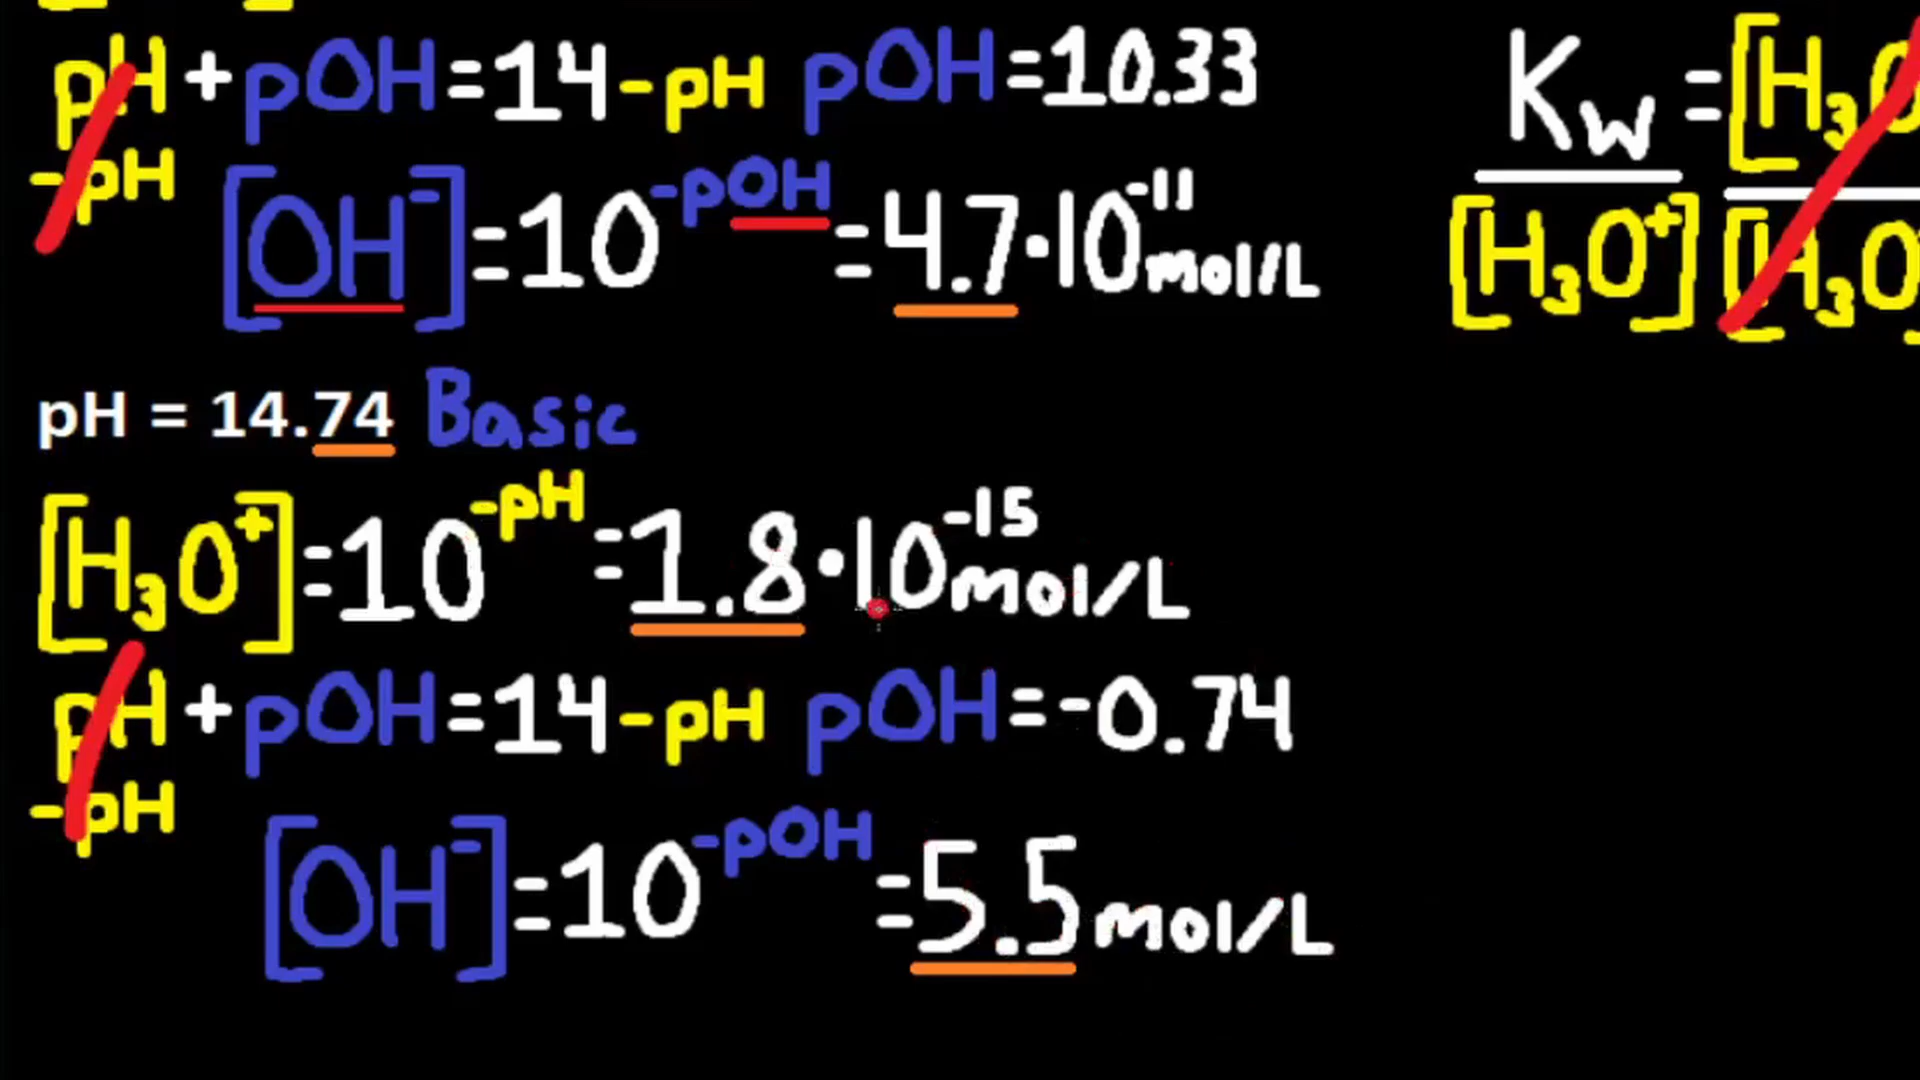 pH + pOH = 14 - pH pOH = 10.33
-pH
[OH⁻] = 10^-pOH = 4.7 · 10^-11 mol/L
Kw = [H₃O
[H₃O⁺] [H₃O
pH = 14.74 Basic
[H₃O⁺] = 10^-pH = 1.8 · 10^-15 mol/L
pH + pOH = 14 - pH pOH = -0.74
-pH
[OH⁻] = 10^-pOH = 5.5 mol/L